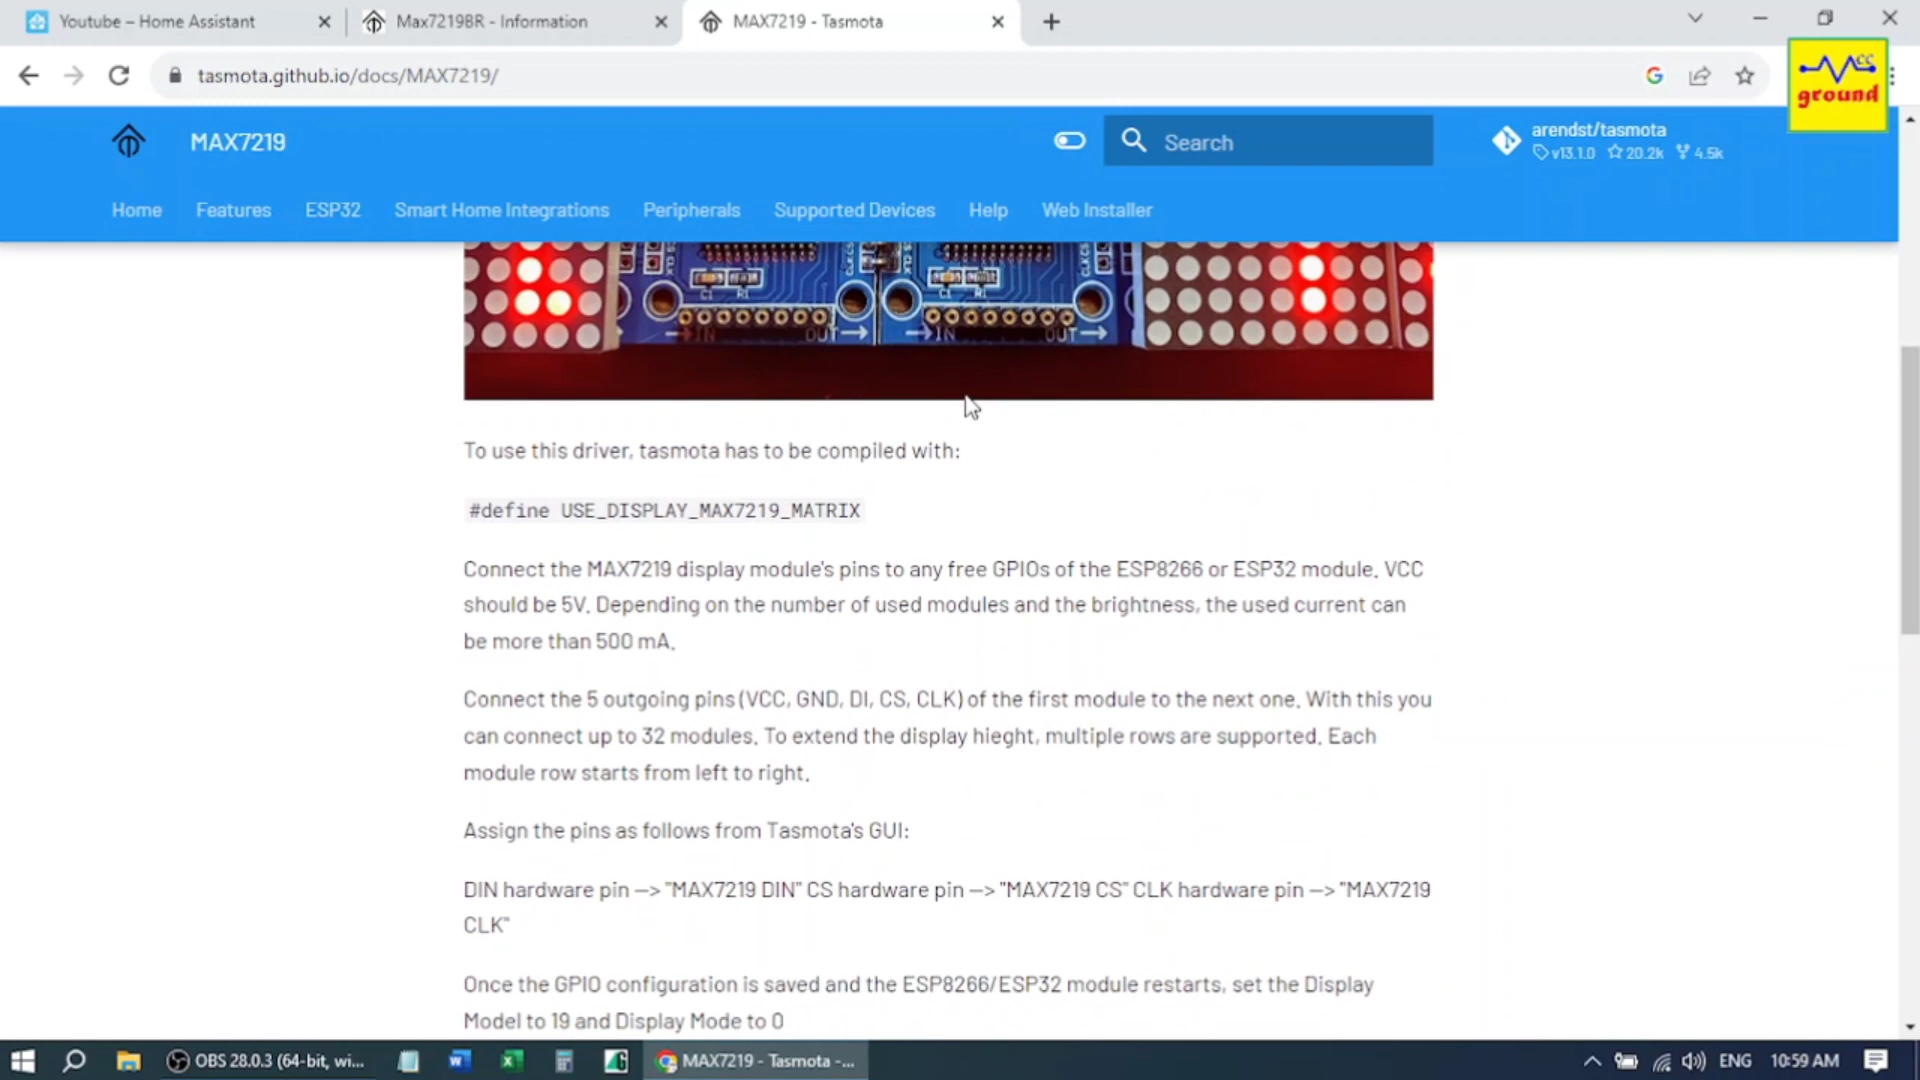 Youtube – Home Assistant
Max7219BR - Information
MAX7219 - Tasmota
tasmota.github.io/docs/MAX7219/
CC
ground
MAX7219
Search
arendst/tasmota
v13.1.0 20.2k 4.5k
Home Features ESP32 Smart Home Integrations Peripherals Supported Devices Help Web Installer
C1 R1 C1 R1
IN OUT IN OUT
To use this driver, tasmota has to be compiled with:
#define USE_DISPLAY_MAX7219_MATRIX
Connect the MAX7219 display module's pins to any free GPIOs of the ESP8266 or ESP32 module. VCC
should be 5V. Depending on the number of used modules and the brightness, the used current can
be more than 500 mA.
Connect the 5 outgoing pins (VCC, GND, DI, CS, CLK) of the first module to the next one. With this you
can connect up to 32 modules. To extend the display hieght, multiple rows are supported. Each
module row starts from left to right.
Assign the pins as follows from Tasmota's GUI:
DIN hardware pin —> "MAX7219 DIN" CS hardware pin —> "MAX7219 CS" CLK hardware pin —> "MAX7219
CLK"
Once the GPIO configuration is saved and the ESP8266/ESP32 module restarts, set the Display
Model to 19 and Display Mode to 0
OBS 28.0.3 (64-bit, wi...
MAX7219 - Tasmota -...
ENG
10:59 AM